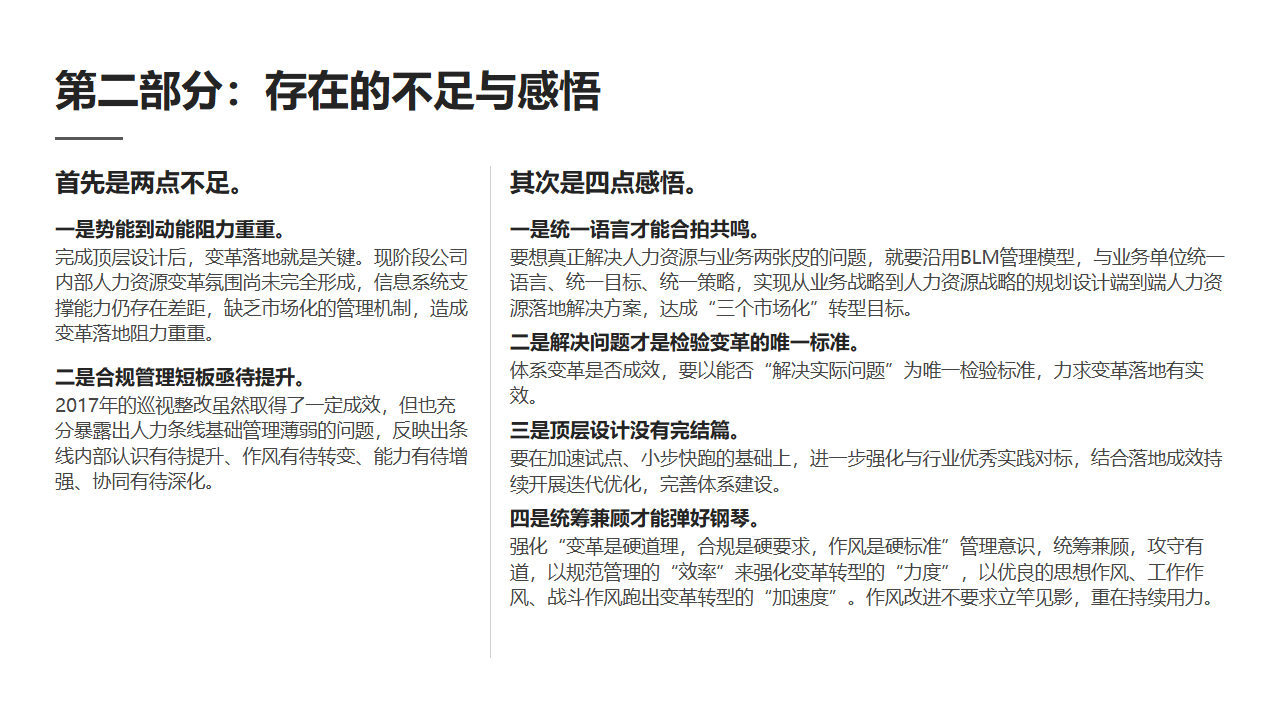 第二部分：存在的不足与感悟
首先是两点不足。
一是势能到动能阻力重重。
完成顶层设计后，变革落地就是关键。现阶段公司
内部人力资源变革氛围尚未完全形成，信息系统支
撑能力仍存在差距，缺乏市场化的管理机制，造成
变革落地阻力重重。
二是合规管理短板亟待提升。
2017年的巡视整改虽然取得了一定成效，但也充
分暴露出人力条线基础管理薄弱的问题，反映出条
线内部认识有待提升、作风有待转变、能力有待增
强、协同有待深化。
其次是四点感悟。
一是统一语言才能合拍共鸣。
要想真正解决人力资源与业务两张皮的问题，就要沿用BLM管理模型，与业务单位统一
语言、统一目标、统一策略，实现从业务战略到人力资源战略的规划设计端到端人力资
源落地解决方案，达成“三个市场化”转型目标。
二是解决问题才是检验变革的唯一标准。
体系变革是否成效，要以能否“解决实际问题”为唯一检验标准，力求变革落地有实
效。
三是顶层设计没有完结篇。
要在加速试点、小步快跑的基础上，进一步强化与行业优秀实践对标，结合落地成效持
续开展迭代优化，完善体系建设。
四是统筹兼顾才能弹好钢琴。
强化“变革是硬道理，合规是硬要求，作风是硬标准”管理意识，统筹兼顾，攻守有
道，以规范管理的“效率”来强化变革转型的“力度”，以优良的思想作风、工作作
风、战斗作风跑出变革转型的“加速度”。作风改进不要求立竿见影，重在持续用力。